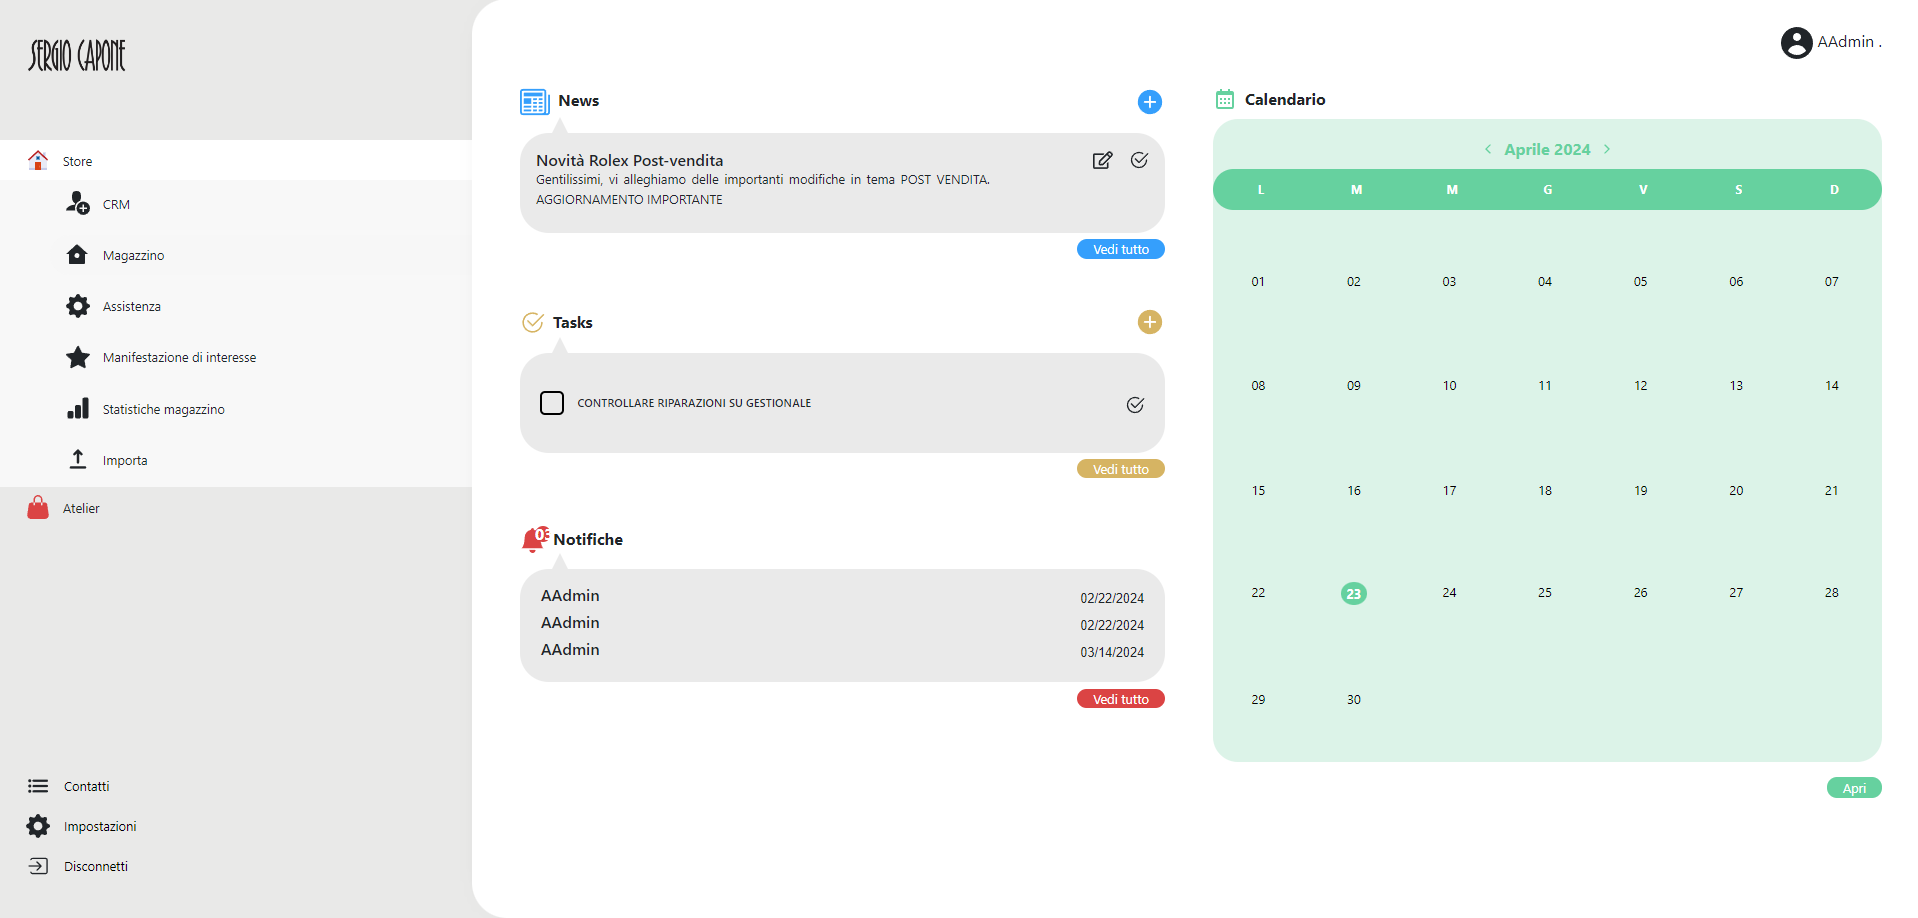 SERGIO CAPONE
Store
CRM
Magazzino
Assistenza
Manifestazione di interesse
Statistiche magazzino
Importa
Atelier
Contatti
Impostazioni
Disconnetti
AAdmin .
News
Novità Rolex Post-vendita
Gentilissimi, vi alleghiamo delle importanti modifiche in tema POST VENDITA.
AGGIORNAMENTO IMPORTANTE
Vedi tutto
Tasks
CONTROLLARE RIPARAZIONI SU GESTIONALE
Vedi tutto
Notifiche
AAdmin 02/22/2024
AAdmin 02/22/2024
AAdmin 03/14/2024
Vedi tutto
Calendario
Aprile 2024
L M M G V S D
01 02 03 04 05 06 07
08 09 10 11 12 13 14
15 16 17 18 19 20 21
22 23 24 25 26 27 28
29 30
Apri